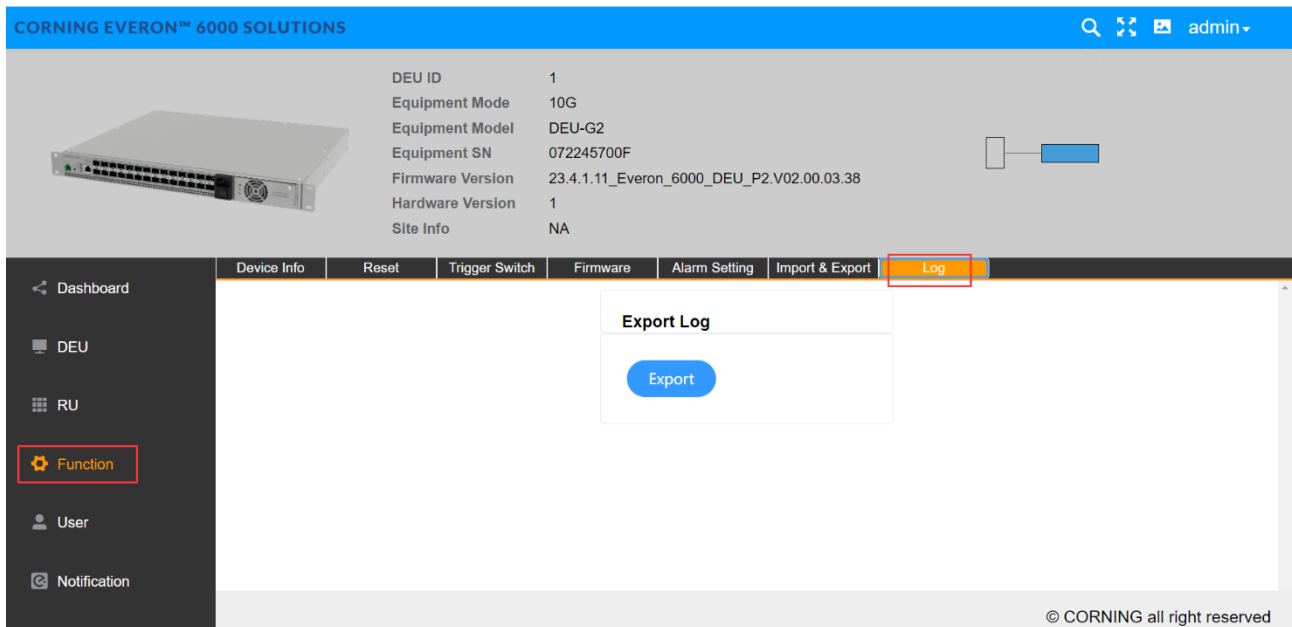 CORNING EVERON™ 6000 SOLUTIONS
admin
DEU ID 1
Equipment Mode 10G
Equipment Model DEU-G2
Equipment SN 072245700F
Firmware Version 23.4.1.11_Everon_6000_DEU_P2.V02.00.03.38
Hardware Version 1
Site Info NA
Device Info Reset Trigger Switch Firmware Alarm Setting Import & Export Log
Dashboard
DEU
RU
Function
User
Notification
Export Log
Export
© CORNING all right reserved